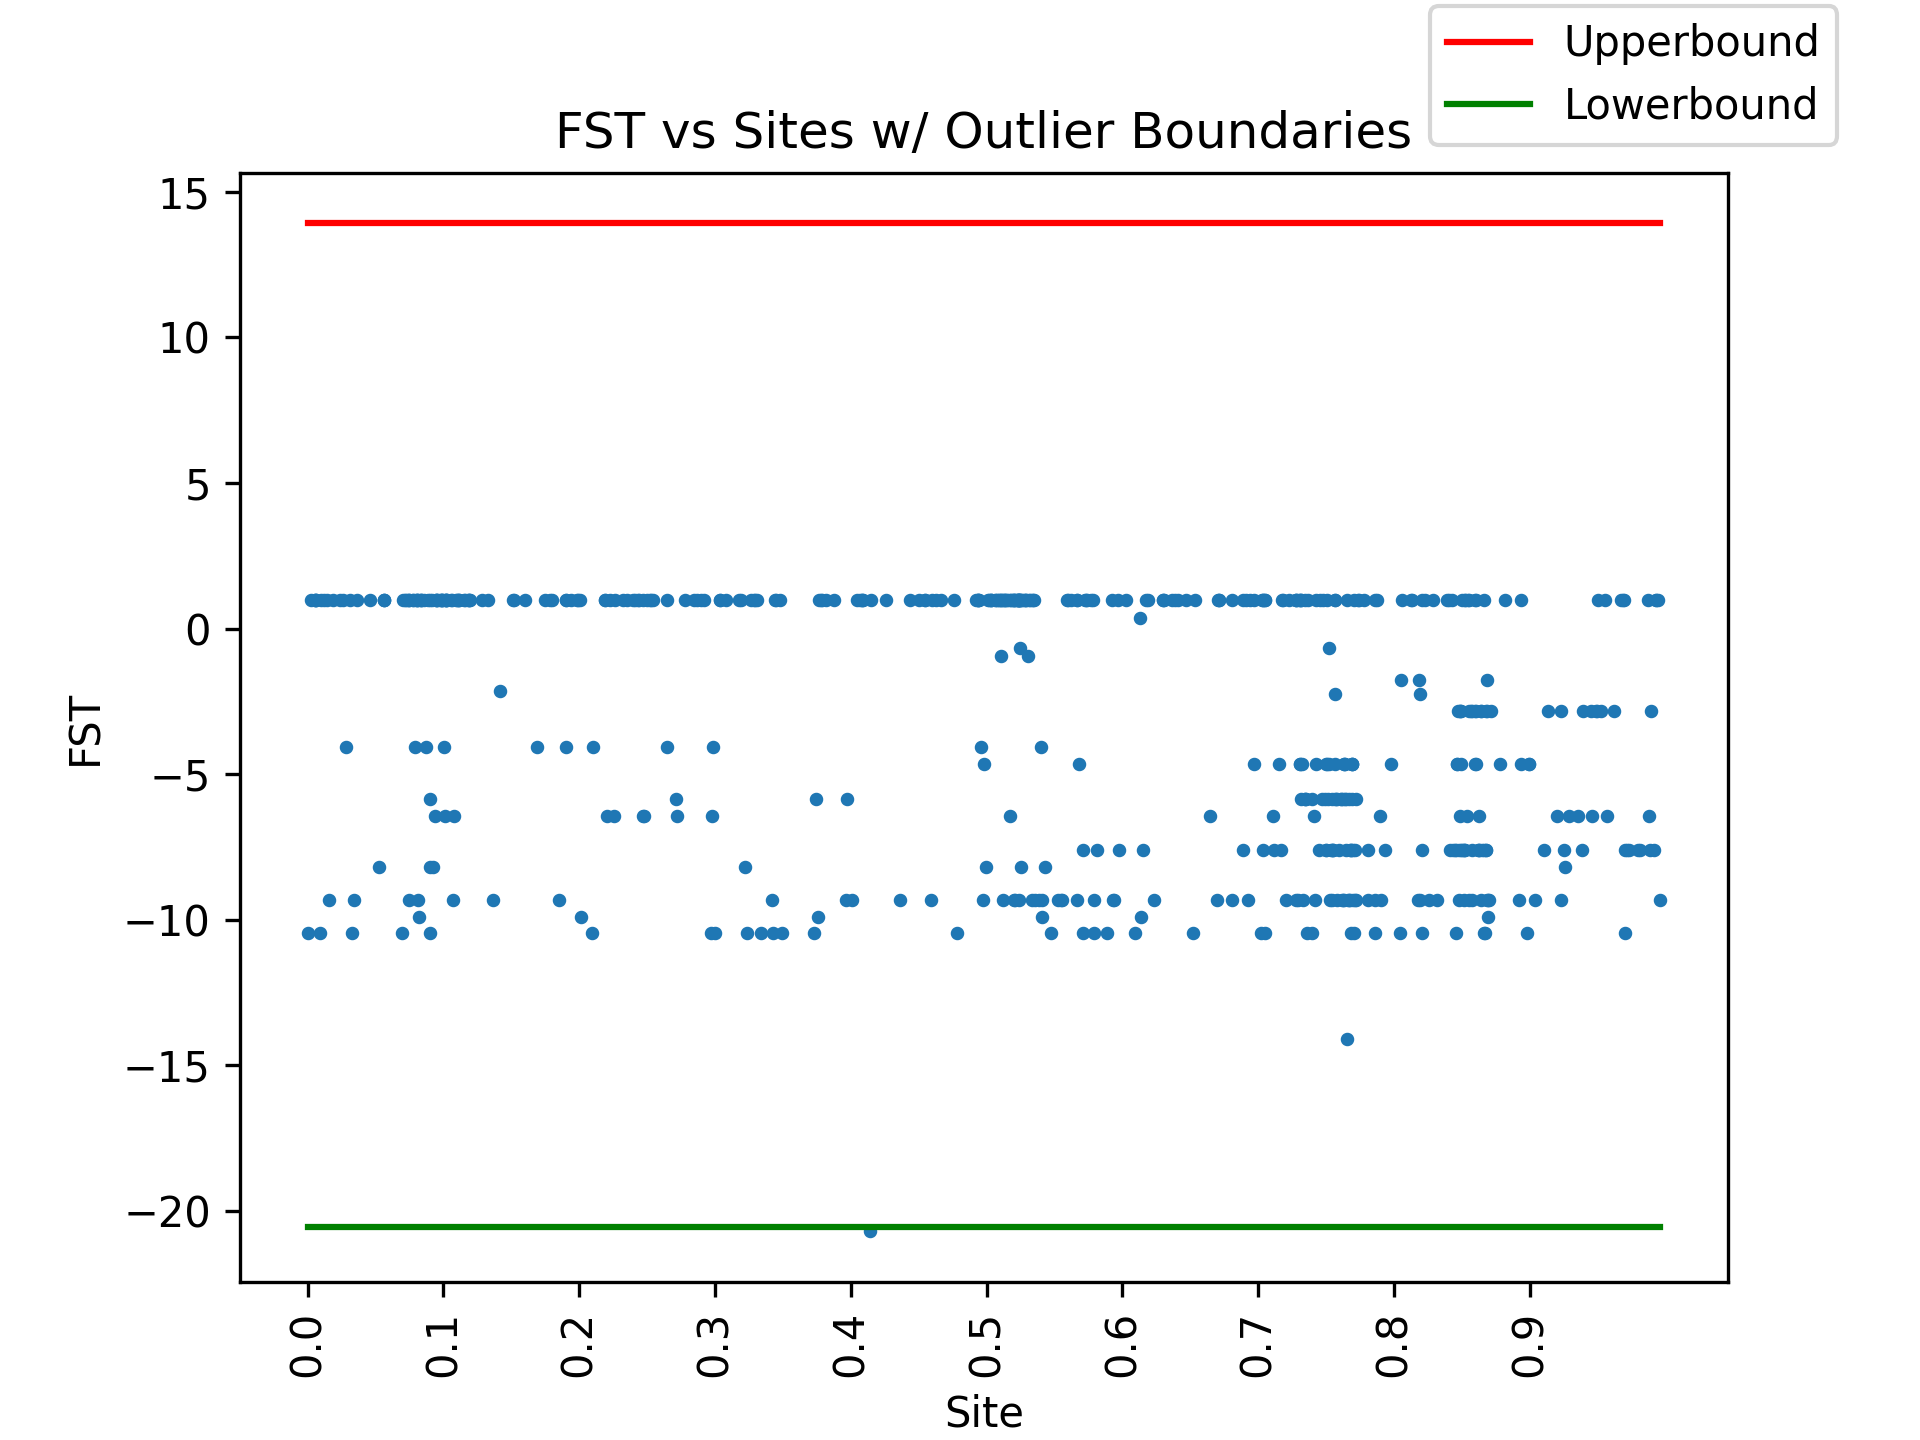 Upperbound
Lowerbound
FST vs Sites w/ Outlier Boundaries
15
10
5
0
−5
−10
−15
−20
FST
0.0 0.1 0.2 0.3 0.4 0.5 0.6 0.7 0.8 0.9
Site